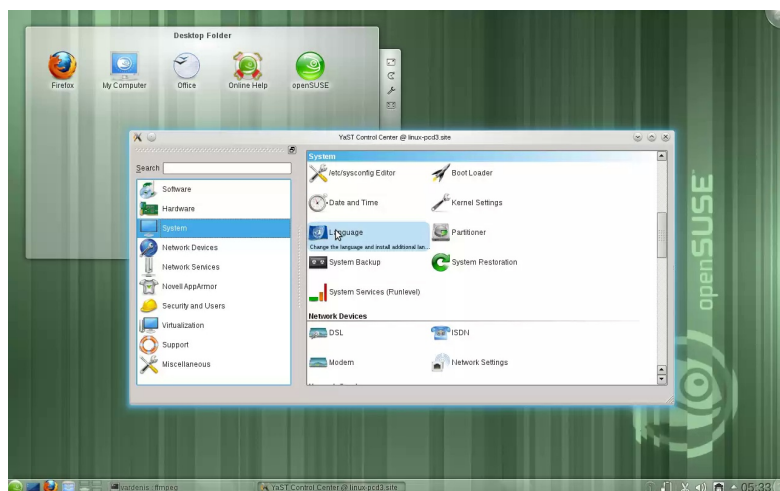 Desktop Folder
Firefox
My Computer
Office
Online Help
openSUSE
YaST Control Center @ linux-pcd3.site
Search
Software
Hardware
System
Network Devices
Network Services
Novell AppArmor
Security and Users
Virtualization
Support
Miscellaneous
System
/etc/sysconfig Editor
Boot Loader
Date and Time
Kernel Settings
Language
Partitioner
Change the language and install additional lan...
System Backup
System Restoration
System Services (Runlevel)
Network Devices
DSL
ISDN
Modem
Network Settings
openSUSE
vardenis : ffmpeg
YaST Control Center @ linux-pcd3.site
05:33